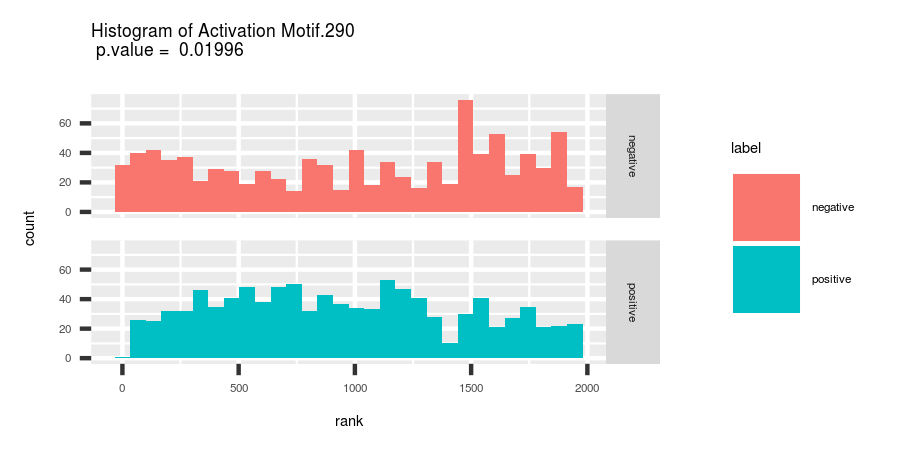 Histogram of Activation Motif.290
p.value = 0.01996
count
60
40
20
0
negative
60
40
20
0
positive
0 500 1000 1500 2000
rank
label
negative
positive